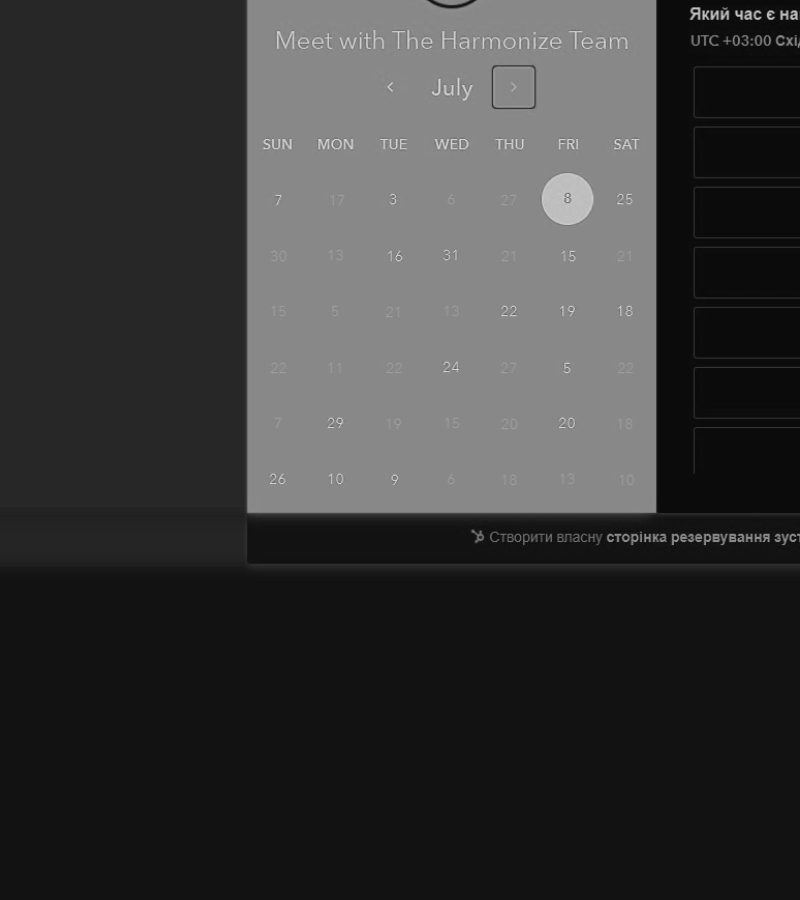 Який час є на
Meet with The Harmonize Team
UTC +03:00 Схі
‹ July ›
SUN MON TUE WED THU FRI SAT
7 17 3 6 27 8 25
30 13 16 31 21 15 21
15 5 21 13 22 19 18
22 11 22 24 27 5 22
7 29 19 15 20 20 18
26 10 9 6 18 13 10
Створити власну сторінка резервування зуст